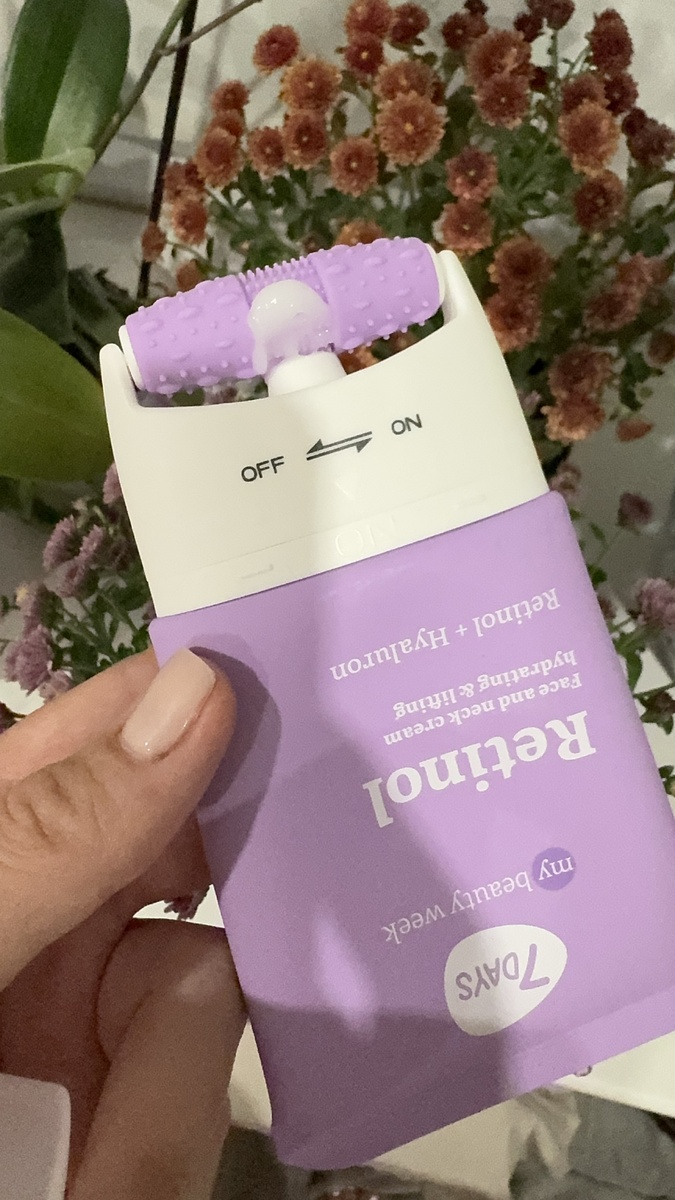 OFF ON
7DAYS
my beauty week
Retinol
Face and neck cream
hydrating & lifting
Retinol + Hyaluron